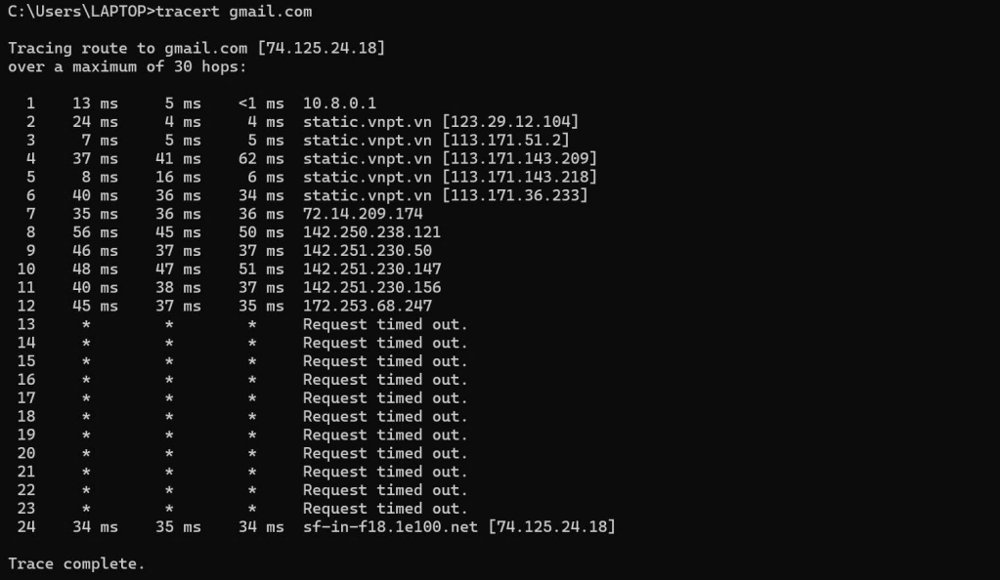 C:\Users\LAPTOP>tracert gmail.com
Tracing route to gmail.com [74.125.24.18]
over a maximum of 30 hops:
1 13 ms 5 ms <1 ms 10.8.0.1
2 24 ms 4 ms 4 ms static.vnpt.vn [123.29.12.104]
3 7 ms 5 ms 5 ms static.vnpt.vn [113.171.51.2]
4 37 ms 41 ms 62 ms static.vnpt.vn [113.171.143.209]
5 8 ms 16 ms 6 ms static.vnpt.vn [113.171.143.218]
6 40 ms 36 ms 34 ms static.vnpt.vn [113.171.36.233]
7 35 ms 36 ms 36 ms 72.14.209.174
8 56 ms 45 ms 50 ms 142.250.238.121
9 46 ms 37 ms 37 ms 142.251.230.50
10 48 ms 47 ms 51 ms 142.251.230.147
11 40 ms 38 ms 37 ms 142.251.230.156
12 45 ms 37 ms 35 ms 172.253.68.247
13 * * * Request timed out.
14 * * * Request timed out.
15 * * * Request timed out.
16 * * * Request timed out.
17 * * * Request timed out.
18 * * * Request timed out.
19 * * * Request timed out.
20 * * * Request timed out.
21 * * * Request timed out.
22 * * * Request timed out.
23 * * * Request timed out.
24 34 ms 35 ms 34 ms sf-in-f18.1e100.net [74.125.24.18]
Trace complete.